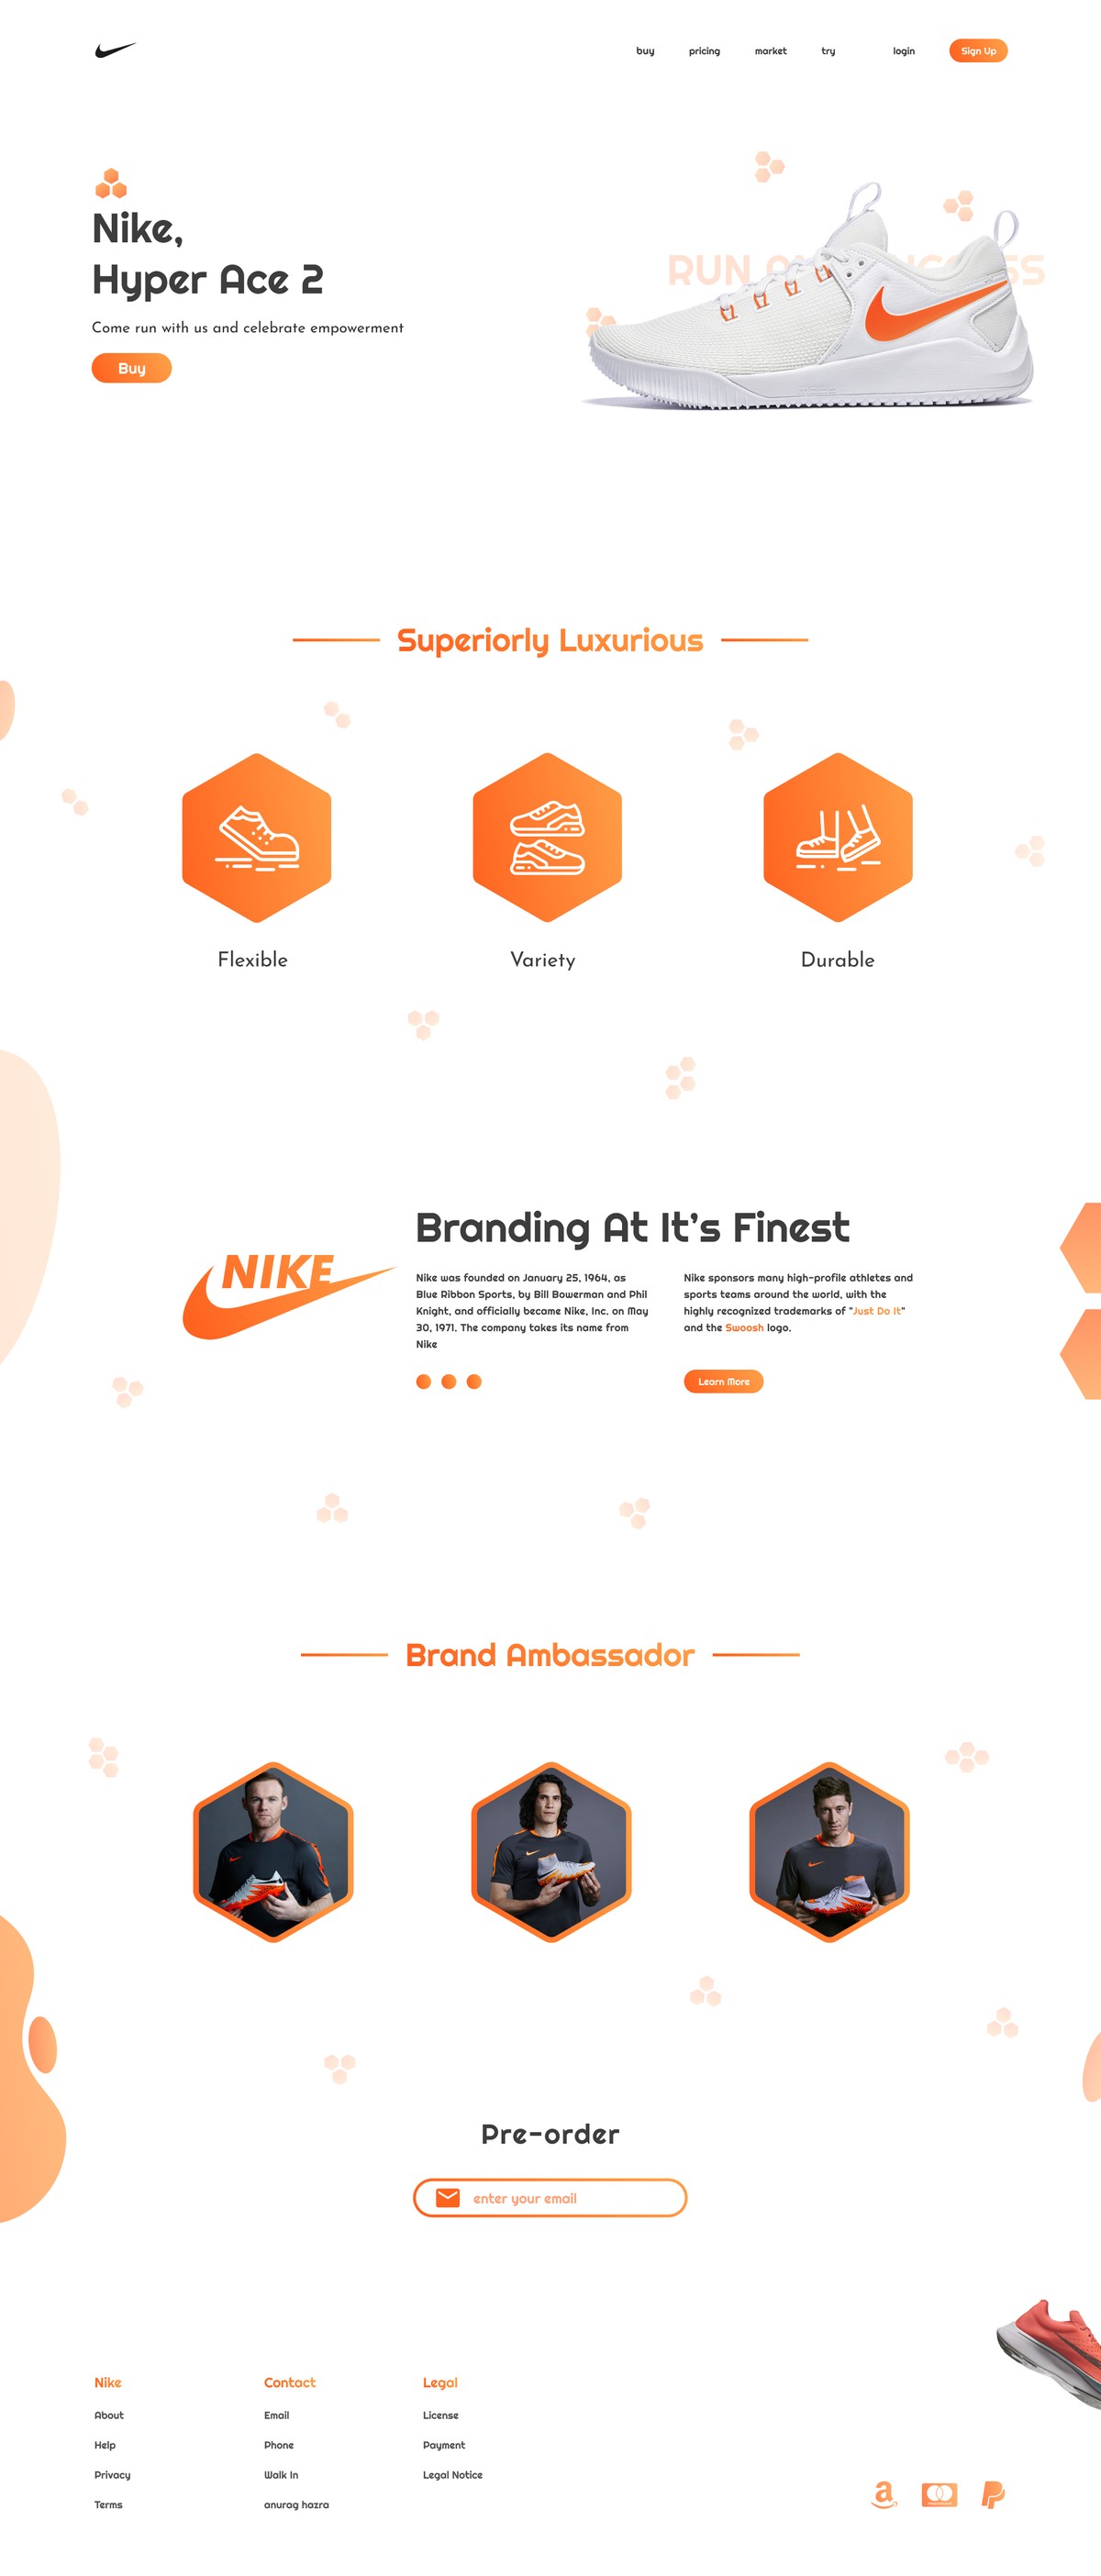 buy
pricing
market
try
login
Sign Up
Nike,
Hyper Ace 2
Come run with us and celebrate empowerment
Buy
RUN
Superiorly Luxurious
Flexible
Variety
Durable
NIKE
Branding At It's Finest
Nike was founded on January 25, 1964, as
Blue Ribbon Sports, by Bill Bowerman and Phil
Knight, and officially became Nike, Inc. on May
30, 1971. The company takes its name from
Nike
Nike sponsors many high-profile athletes and
sports teams around the world, with the
highly recognized trademarks of "Just Do It"
and the Swoosh logo.
Learn More
Brand Ambassador
Pre-order
enter your email
Nike
About
Help
Privacy
Terms
Contact
Email
Phone
Walk In
anurag hazra
Legal
License
Payment
Legal Notice